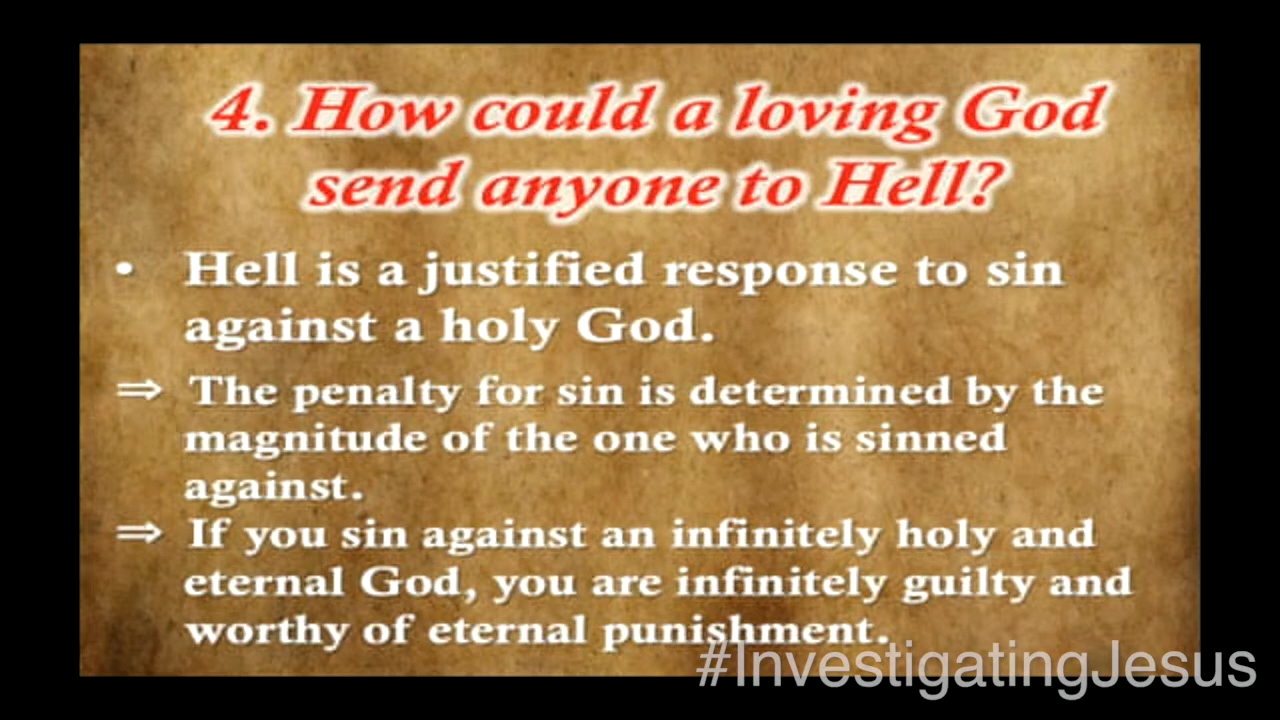 4. How could a loving God
send anyone to Hell?
• Hell is a justified response to sin
against a holy God.
⇒ The penalty for sin is determined by the
magnitude of the one who is sinned
against.
⇒ If you sin against an infinitely holy and
eternal God, you are infinitely guilty and
worthy of eternal punishment.
#InvestigatingJesus